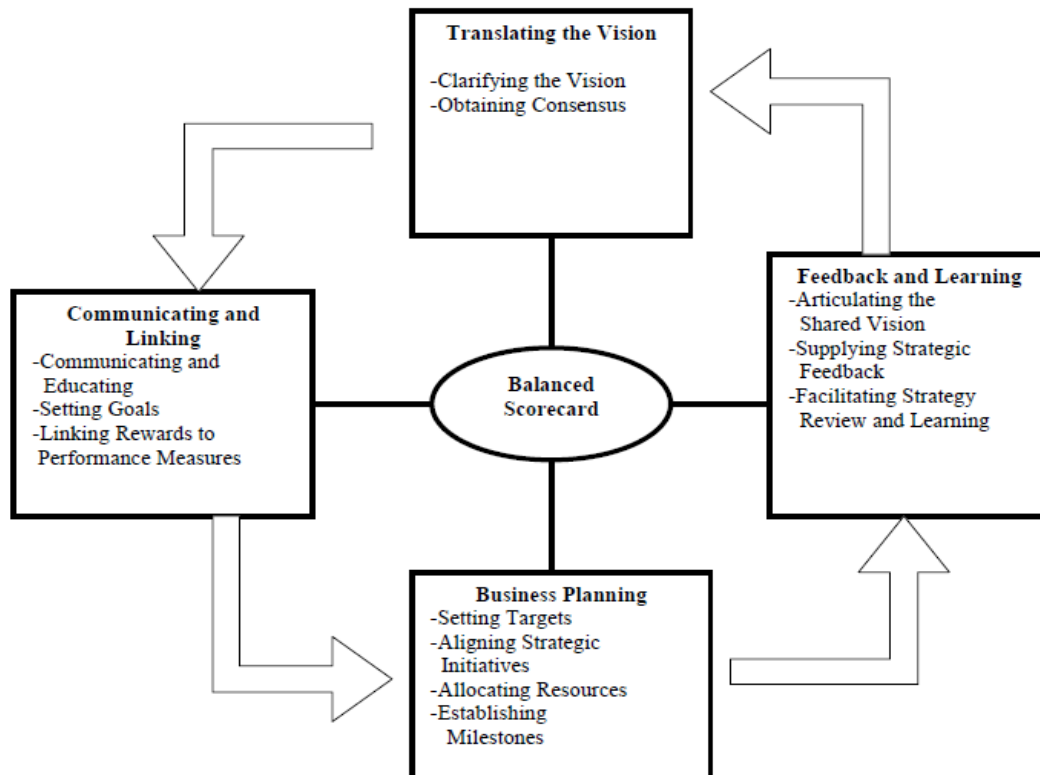 Translating the Vision
-Clarifying the Vision
-Obtaining Consensus
Communicating and
Linking
-Communicating and
Educating
-Setting Goals
-Linking Rewards to
Performance Measures
Balanced
Scorecard
Feedback and Learning
-Articulating the
Shared Vision
-Supplying Strategic
Feedback
-Facilitating Strategy
Review and Learning
Business Planning
-Setting Targets
-Aligning Strategic
Initiatives
-Allocating Resources
-Establishing
Milestones